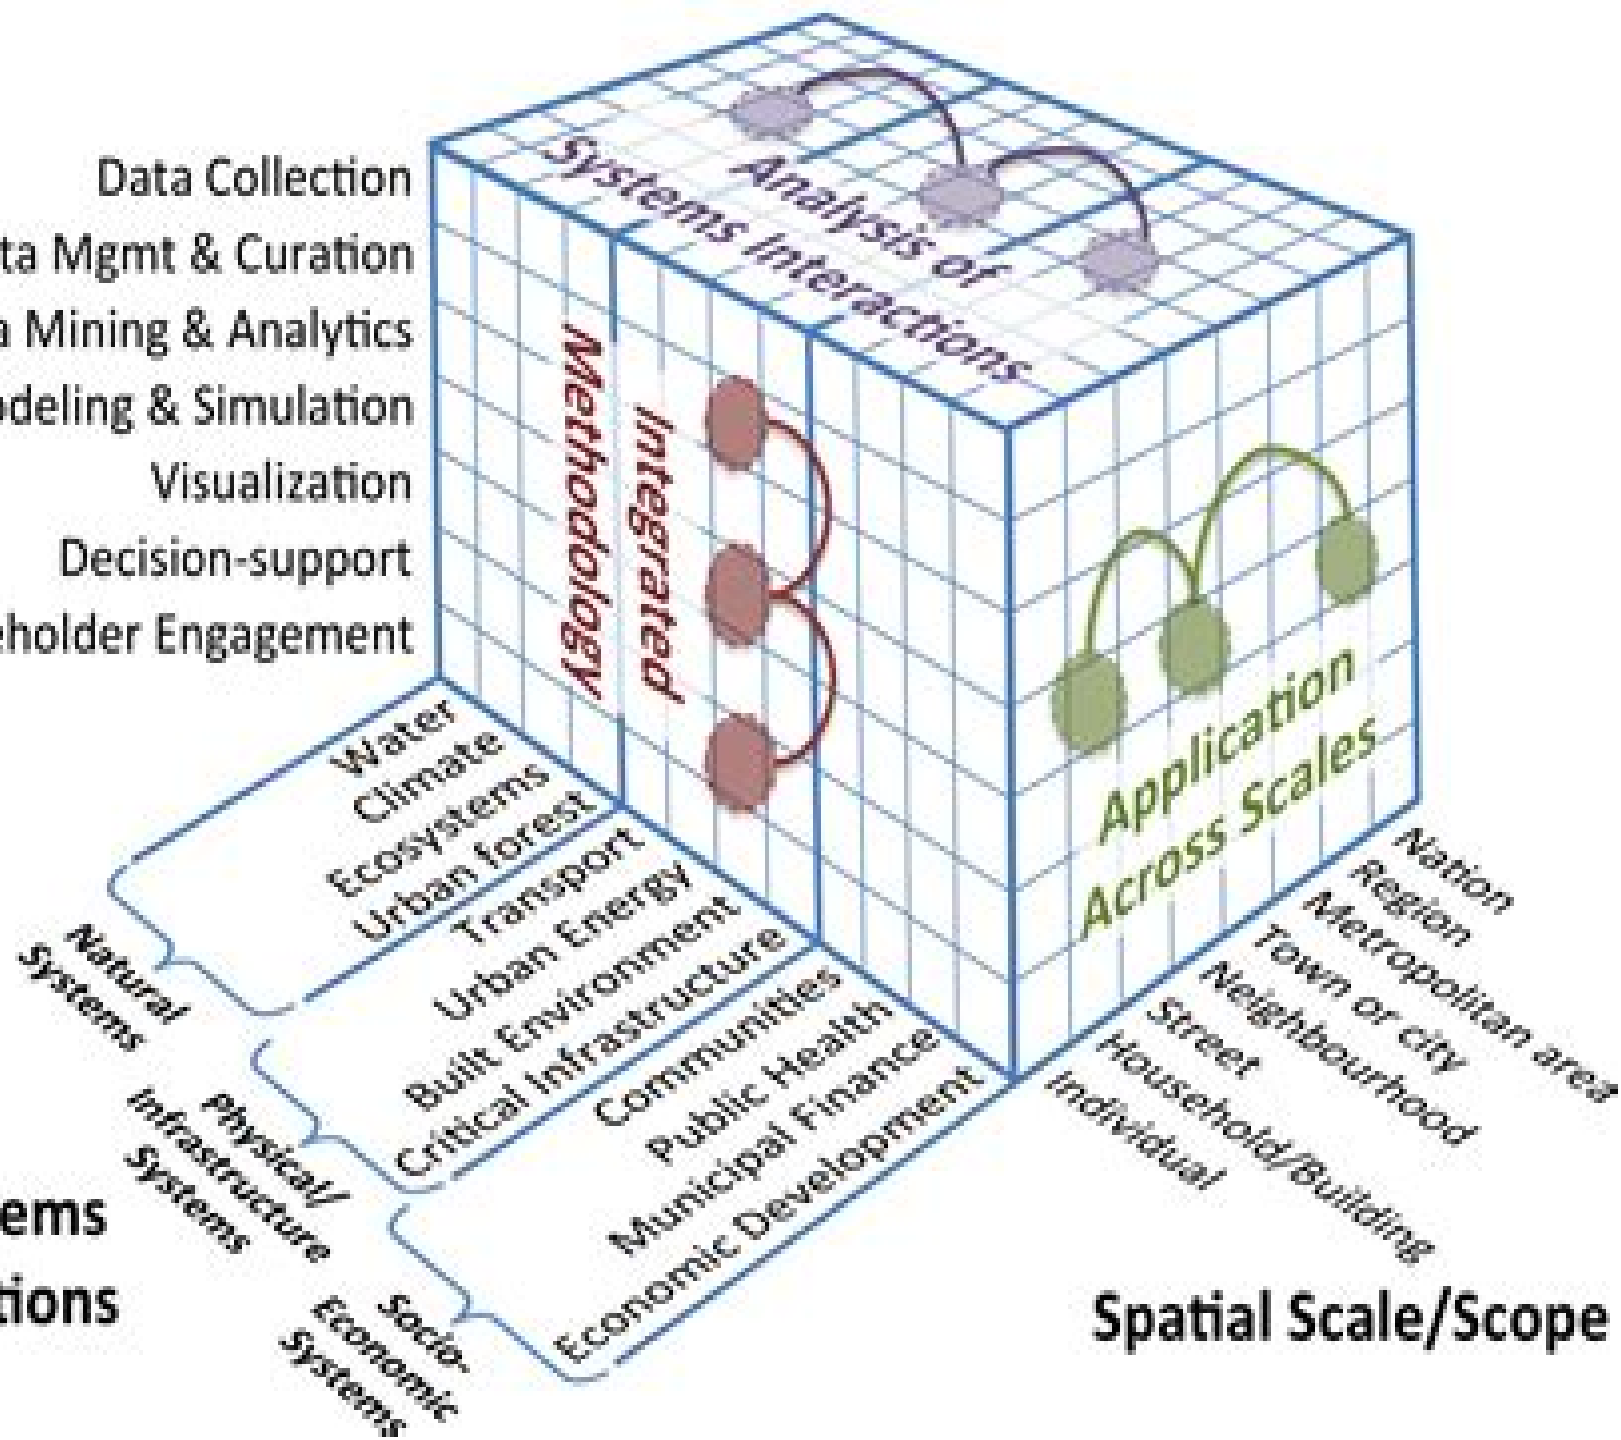 Data Collection
ta Mgmt & Curation
a Mining & Analytics
odeling & Simulation
Visualization
Decision-support
eholder Engagement
Analysis of
Systems Interactions
Integrated
Methodology
Application
Across Scales
Water
Climate
Ecosystems
Urban forest
Transport
Urban Energy
Built Environment
Critical Infrastructure
Communities
Public Health
Municipal Finance
Economic Development
Natural
Systems
Physical/
Infrastructure
Systems
Socio-
Economic
Systems
Nation
Region
Metropolitan area
Town or city
Neighbourhood
Street
Household/Building
Individual
ems
tions
Spatial Scale/Scope